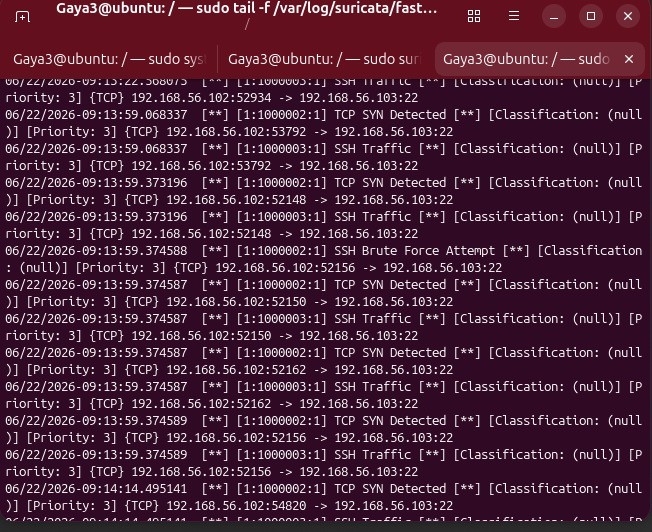 Gaya3@ubuntu: / — sudo tail -f /var/log/suricata/fast…
/
Gaya3@ubuntu: / — sudo sys
Gaya3@ubuntu: / — sudo suri
Gaya3@ubuntu: / — sudo
06/22/2026-09:13:22.568075  [**] [1:1000003:1] SSH Traffic [**] [Classification: (null)] [P
riority: 3] {TCP} 192.168.56.102:52934 -> 192.168.56.103:22
06/22/2026-09:13:59.068337  [**] [1:1000002:1] TCP SYN Detected [**] [Classification: (null
)] [Priority: 3] {TCP} 192.168.56.102:53792 -> 192.168.56.103:22
06/22/2026-09:13:59.068337  [**] [1:1000003:1] SSH Traffic [**] [Classification: (null)] [P
riority: 3] {TCP} 192.168.56.102:53792 -> 192.168.56.103:22
06/22/2026-09:13:59.373196  [**] [1:1000002:1] TCP SYN Detected [**] [Classification: (null
)] [Priority: 3] {TCP} 192.168.56.102:52148 -> 192.168.56.103:22
06/22/2026-09:13:59.373196  [**] [1:1000003:1] SSH Traffic [**] [Classification: (null)] [P
riority: 3] {TCP} 192.168.56.102:52148 -> 192.168.56.103:22
06/22/2026-09:13:59.374588  [**] [1:1000004:1] SSH Brute Force Attempt [**] [Classification
: (null)] [Priority: 3] {TCP} 192.168.56.102:52156 -> 192.168.56.103:22
06/22/2026-09:13:59.374587  [**] [1:1000002:1] TCP SYN Detected [**] [Classification: (null
)] [Priority: 3] {TCP} 192.168.56.102:52150 -> 192.168.56.103:22
06/22/2026-09:13:59.374587  [**] [1:1000003:1] SSH Traffic [**] [Classification: (null)] [P
riority: 3] {TCP} 192.168.56.102:52150 -> 192.168.56.103:22
06/22/2026-09:13:59.374587  [**] [1:1000002:1] TCP SYN Detected [**] [Classification: (null
)] [Priority: 3] {TCP} 192.168.56.102:52162 -> 192.168.56.103:22
06/22/2026-09:13:59.374587  [**] [1:1000003:1] SSH Traffic [**] [Classification: (null)] [P
riority: 3] {TCP} 192.168.56.102:52162 -> 192.168.56.103:22
06/22/2026-09:13:59.374589  [**] [1:1000002:1] TCP SYN Detected [**] [Classification: (null
)] [Priority: 3] {TCP} 192.168.56.102:52156 -> 192.168.56.103:22
06/22/2026-09:13:59.374589  [**] [1:1000003:1] SSH Traffic [**] [Classification: (null)] [P
riority: 3] {TCP} 192.168.56.102:52156 -> 192.168.56.103:22
06/22/2026-09:14:14.495141  [**] [1:1000002:1] TCP SYN Detected [**] [Classification: (null
)] [Priority: 3] {TCP} 192.168.56.102:54820 -> 192.168.56.103:22
06/22/2026-09:14:14.495141  [**] [1:1000003:1] SSH Traffic [**] [Classification: (null)] [P